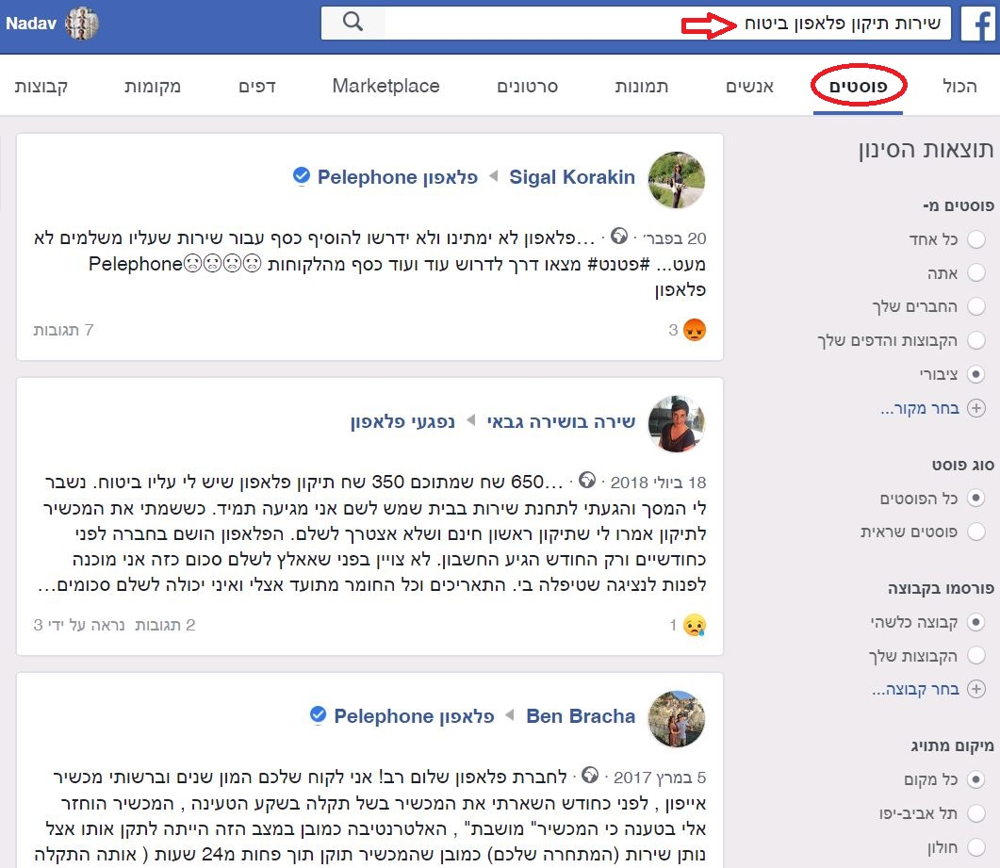 שירות תיקון פלאפון ביטוח
Nadav
הכול
פוסטים
אנשים
תמונות
סרטונים
Marketplace
דפים
מקומות
קבוצות
תוצאות הסינון
פוסטים מ-
כל אחד
אתה
החברים שלך
הקבוצות והדפים שלך
ציבורי
בחר מקור...
סוג פוסט
כל הפוסטים
פוסטים שראית
פורסמו בקבוצה
קבוצה כלשהי
הקבוצות שלך
בחר קבוצה...
מיקום מתויג
כל מקום
תל אביב-יפו
חולון
Sigal Korakin ◂ פלאפון Pelephone
20 בפבר׳ · · ...פלאפון לא ימתינו ולא ידרשו להוסיף כסף עבור שירות שעליו משלמים לא
מעט... #פטנט# מצאו דרך לדרוש עוד ועוד כסף מהלקוחות 😡😡😡😡Pelephone
פלאפון
3
7 תגובות
שירה בושירה גבאי ◂ נפגעי פלאפון
18 ביולי 2018 · · ...650 שח שמתוכם 350 שח תיקון פלאפון שיש לי עליו ביטוח. נשבר
לי המסך והגעתי לתחנת שירות בבית שמש לשם אני מגיעה תמיד. כששמתי את המכשיר
לתיקון אמרו לי שתיקון ראשון חינם ושלא אצטרך לשלם. הפלאפון הושם בחברה לפני
כחודשיים ורק החודש הגיע החשבון. לא צויין בפני שאאלץ לשלם סכום כזה אני מוכנה
לפנות לנציגה שטיפלה בי. התאריכים וכל החומר מתועד אצלי ואיני יכולה לשלם סכומים...
1
2 תגובות נראה על ידי 3
Ben Bracha ◂ פלאפון Pelephone
5 במרץ 2017 · · לחברת פלאפון שלום רב! אני לקוח שלכם המון שנים וברשותי מכשיר
אייפון , לפני כחודש השארתי את המכשיר בשל תקלה בשקע הטעינה , המכשיר הוחזר
אלי בטענה כי המכשיר" מושבת" , האלטרנטיבה כמובן במצב הזה הייתה לתקן אותו אצל
נותן שירות (המתחרה שלכם) כמובן שהמכשיר תוקן תוך פחות מ24 שעות ( אותה התקלה